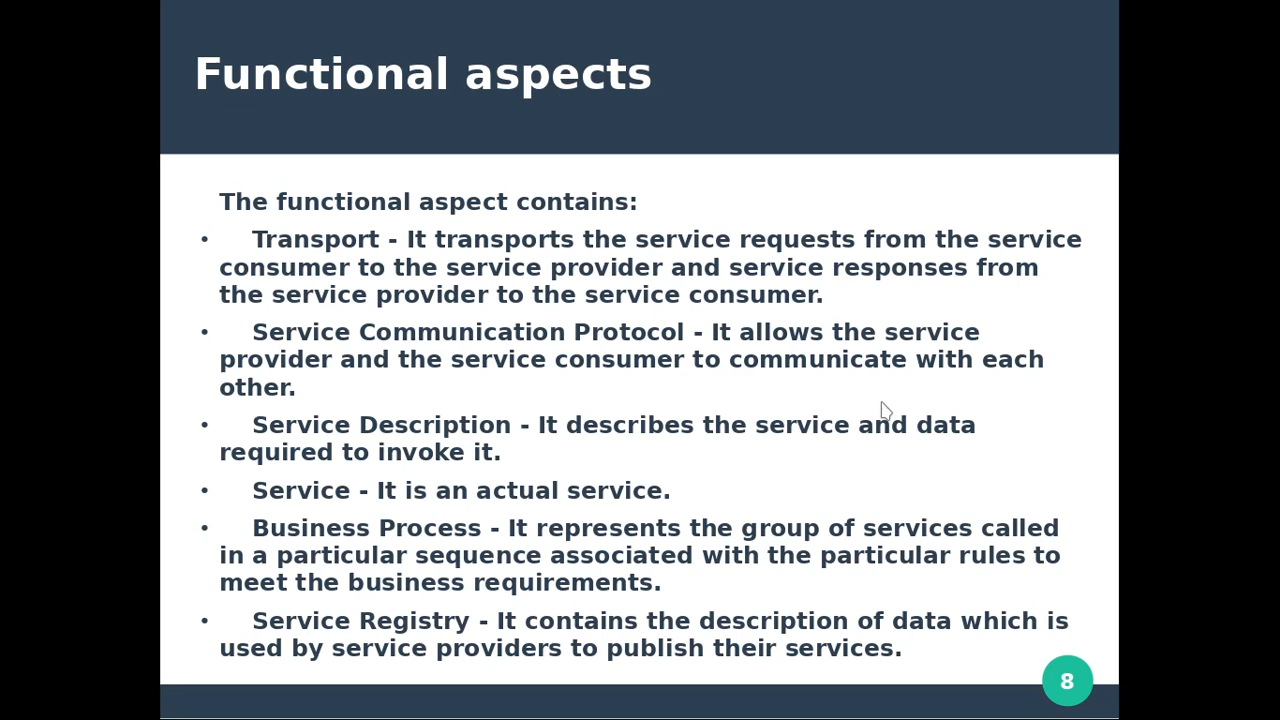 Functional aspects
The functional aspect contains:
• Transport - It transports the service requests from the service
consumer to the service provider and service responses from
the service provider to the service consumer.
• Service Communication Protocol - It allows the service
provider and the service consumer to communicate with each
other.
• Service Description - It describes the service and data
required to invoke it.
• Service - It is an actual service.
• Business Process - It represents the group of services called
in a particular sequence associated with the particular rules to
meet the business requirements.
• Service Registry - It contains the description of data which is
used by service providers to publish their services.
8